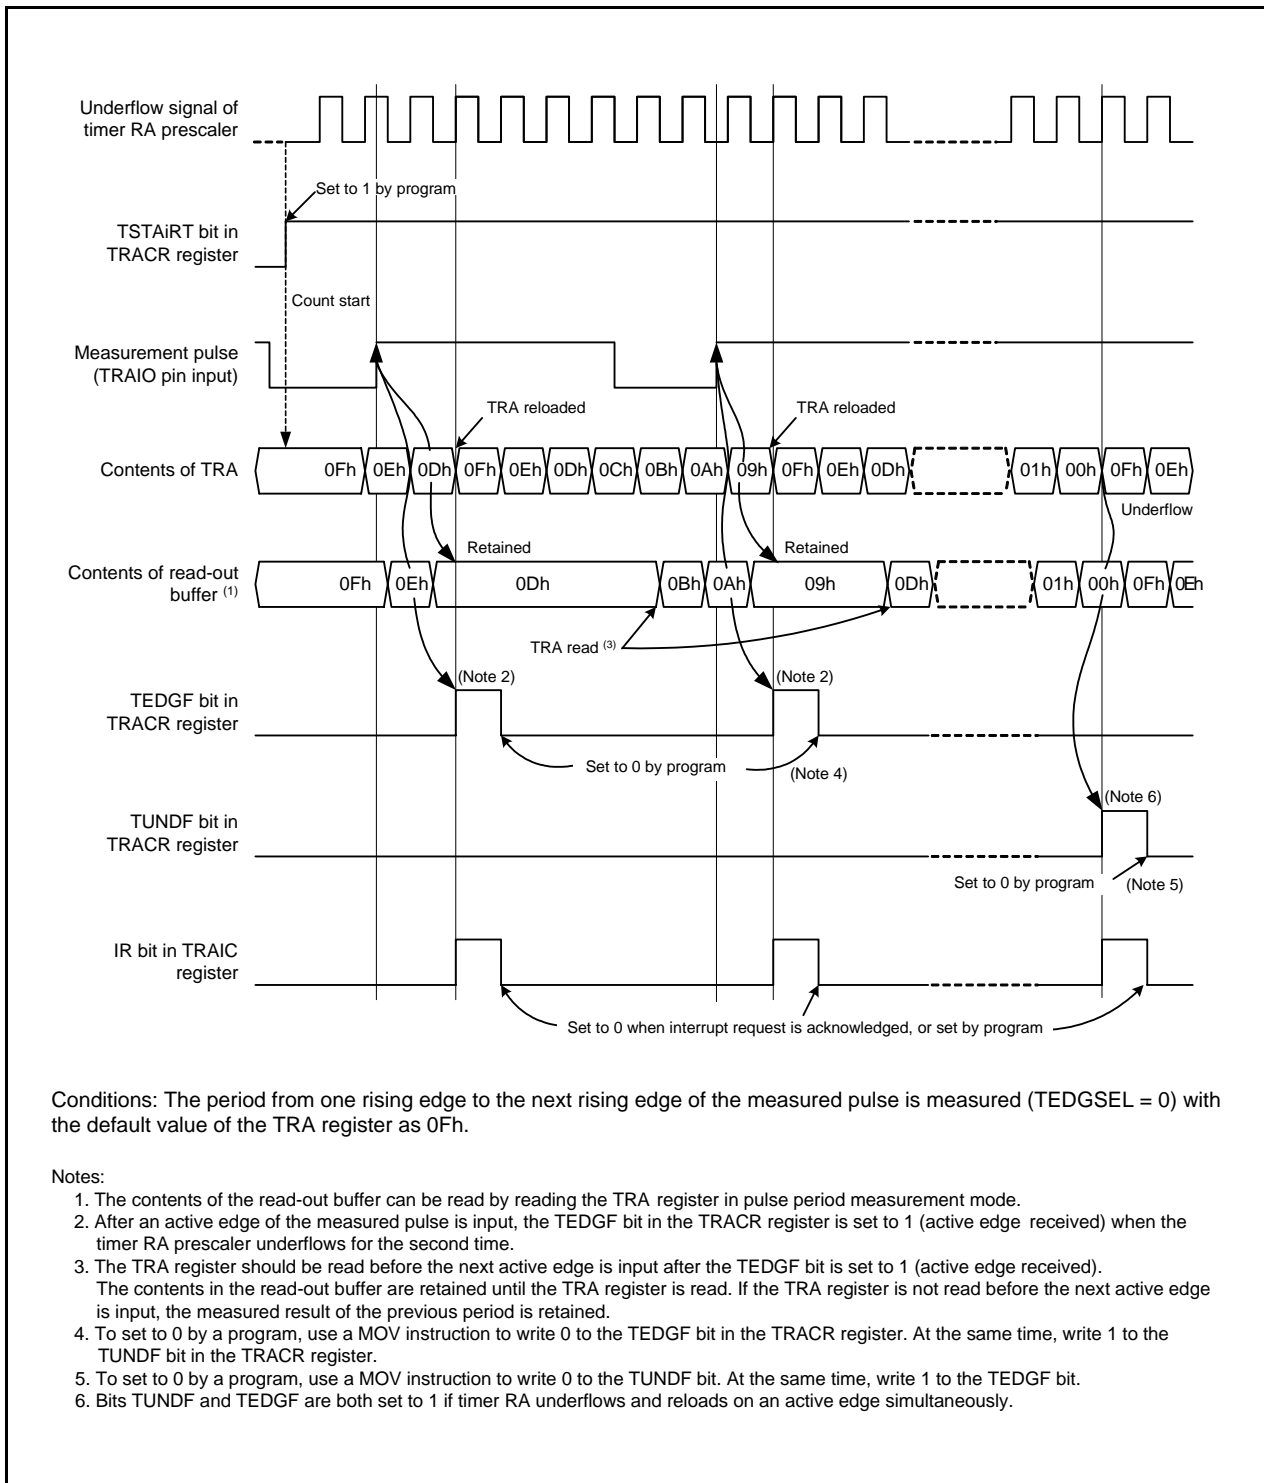 Underflow signal of
timer RA prescaler
Set to 1 by program
TSTAiRT bit in
TRACR register
Count start
Measurement pulse
(TRAIO pin input)
TRA reloaded
TRA reloaded
Contents of TRA
0Fh 0Eh 0Dh 0Fh 0Eh 0Dh 0Ch 0Bh 0Ah 09h 0Fh 0Eh 0Dh 01h 00h 0Fh 0Eh
Underflow
Retained
Retained
Contents of read-out
buffer (1)
0Fh 0Eh 0Dh 0Bh 0Ah 09h 0Dh 01h 00h 0Fh 0Eh
TRA read (3)
(Note 2)
(Note 2)
TEDGF bit in
TRACR register
Set to 0 by program
(Note 4)
(Note 6)
TUNDF bit in
TRACR register
Set to 0 by program
(Note 5)
IR bit in TRAIC
register
Set to 0 when interrupt request is acknowledged, or set by program
Conditions: The period from one rising edge to the next rising edge of the measured pulse is measured (TEDGSEL = 0) with
the default value of the TRA register as 0Fh.
Notes:
1. The contents of the read-out buffer can be read by reading the TRA register in pulse period measurement mode.
2. After an active edge of the measured pulse is input, the TEDGF bit in the TRACR register is set to 1 (active edge received) when the
timer RA prescaler underflows for the second time.
3. The TRA register should be read before the next active edge is input after the TEDGF bit is set to 1 (active edge received).
The contents in the read-out buffer are retained until the TRA register is read. If the TRA register is not read before the next active edge
is input, the measured result of the previous period is retained.
4. To set to 0 by a program, use a MOV instruction to write 0 to the TEDGF bit in the TRACR register. At the same time, write 1 to the
TUNDF bit in the TRACR register.
5. To set to 0 by a program, use a MOV instruction to write 0 to the TUNDF bit. At the same time, write 1 to the TEDGF bit.
6. Bits TUNDF and TEDGF are both set to 1 if timer RA underflows and reloads on an active edge simultaneously.